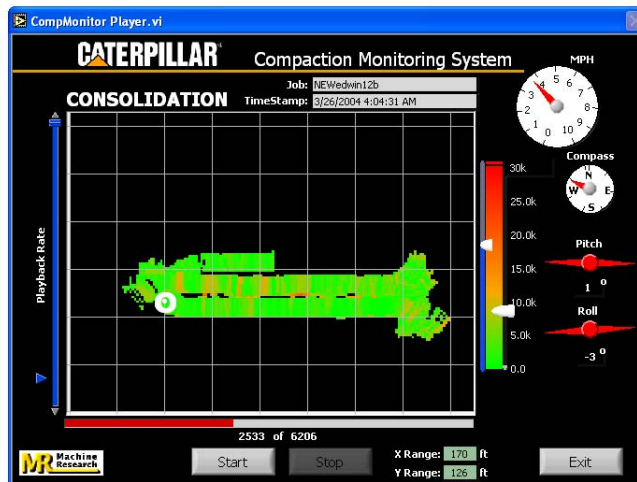 CompMonitor Player.vi
CATERPILLAR Compaction Monitoring System
MPH
Job: NEWedwin12b
CONSOLIDATION TimeStamp: 3/26/2004 4:04:31 AM
0 1 2 3 4 5 6 7 8 9 10
Compass
N
W E
S
30k
25.0k
20.0k
15.0k
10.0k
5.0k
0.0
Playback Rate
Pitch
1 °
Roll
-3 °
2533 of 6206
MR Machine Research
Start
Stop
X Range: 170 ft
Y Range: 126 ft
Exit